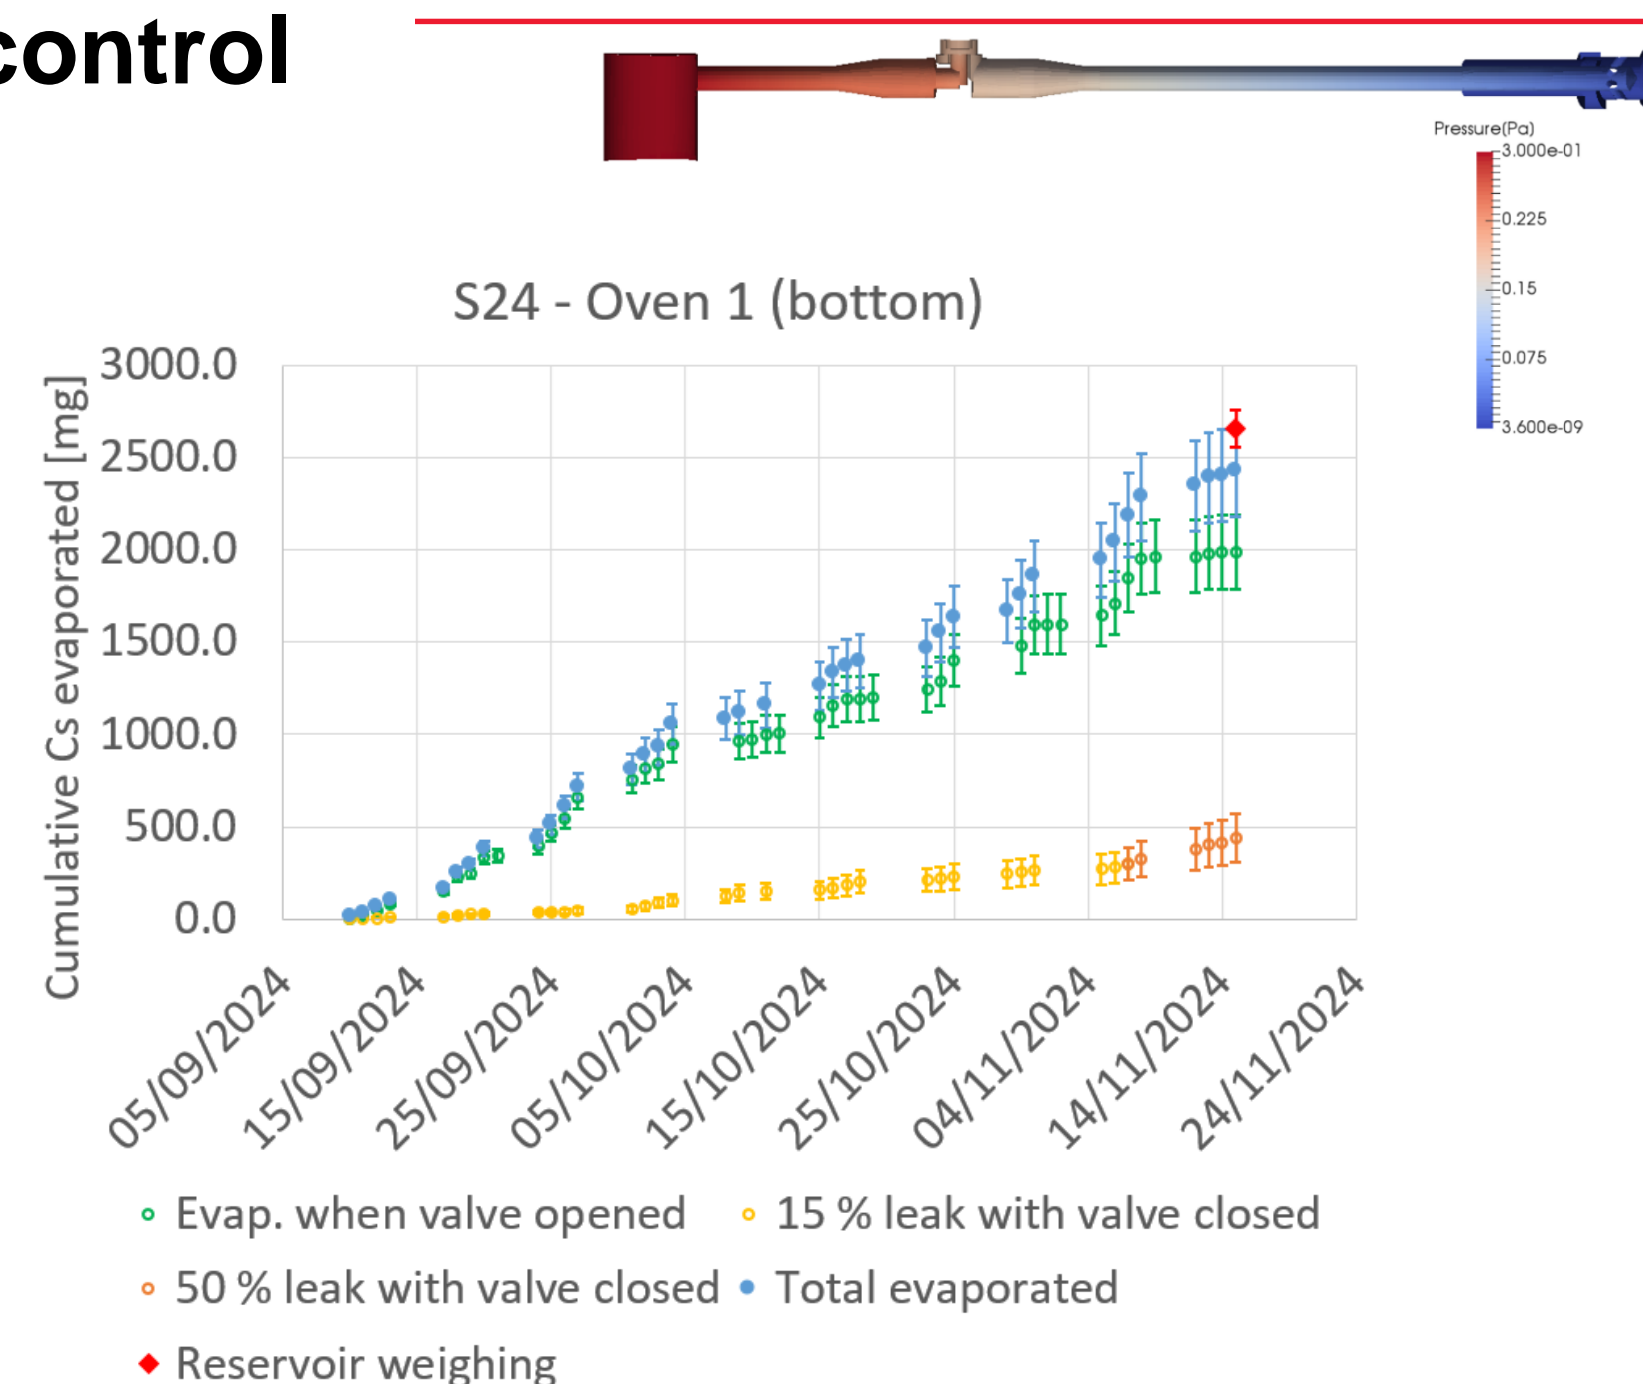 control
Pressure(Pa)
3.000e-01
0.225
0.15
0.075
3.600e-09
S24 - Oven 1 (bottom)
Cumulative Cs evaporated [mg]
3000.0
2500.0
2000.0
1500.0
1000.0
500.0
0.0
05/09/2024
15/09/2024
25/09/2024
05/10/2024
15/10/2024
25/10/2024
04/11/2024
14/11/2024
24/11/2024
Evap. when valve opened
15 % leak with valve closed
50 % leak with valve closed
Total evaporated
Reservoir weighing